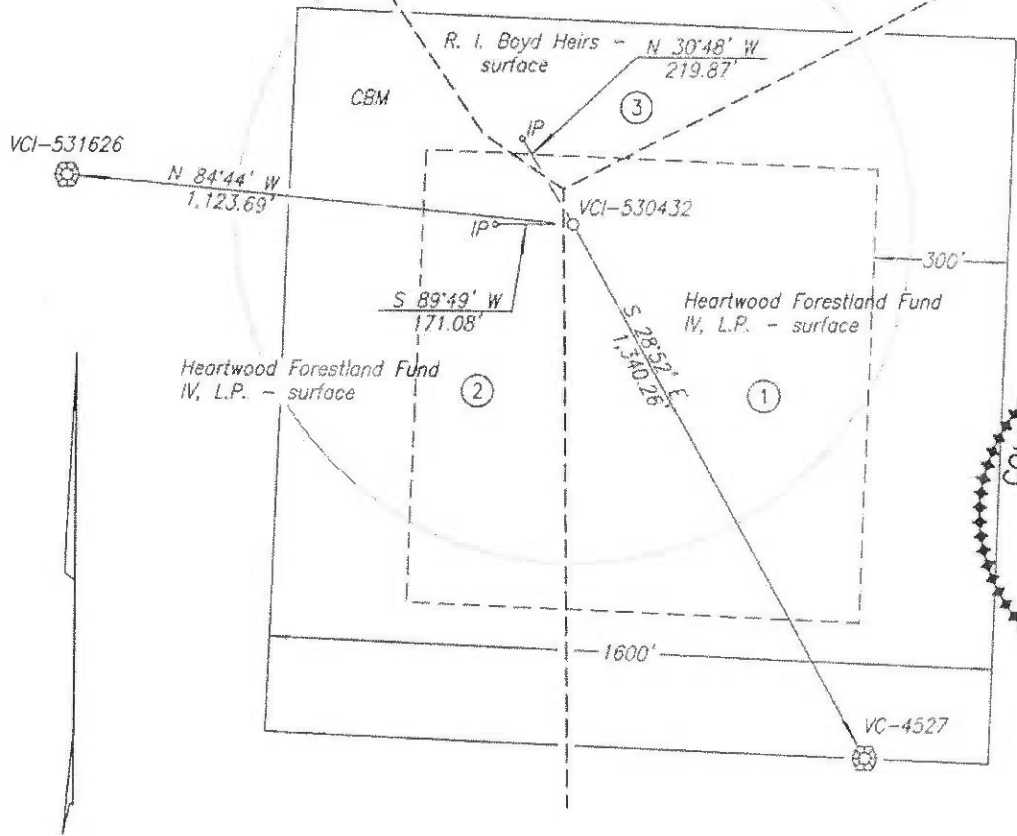 R. I. Boyd Heirs -
surface
N 30°48' W
219.87'
CBM
3
IP
VCI-531626
N 84°44' W
1,123.69'
VCI-530432
IP
300'
S 89°49' W
171.08'
Heartwood Forestland Fund
IV, L.P. - surface
S 28°52' E
1,340.26'
Heartwood Forestland Fund
IV, L.P. - surface
2
1
1600'
VC-4527